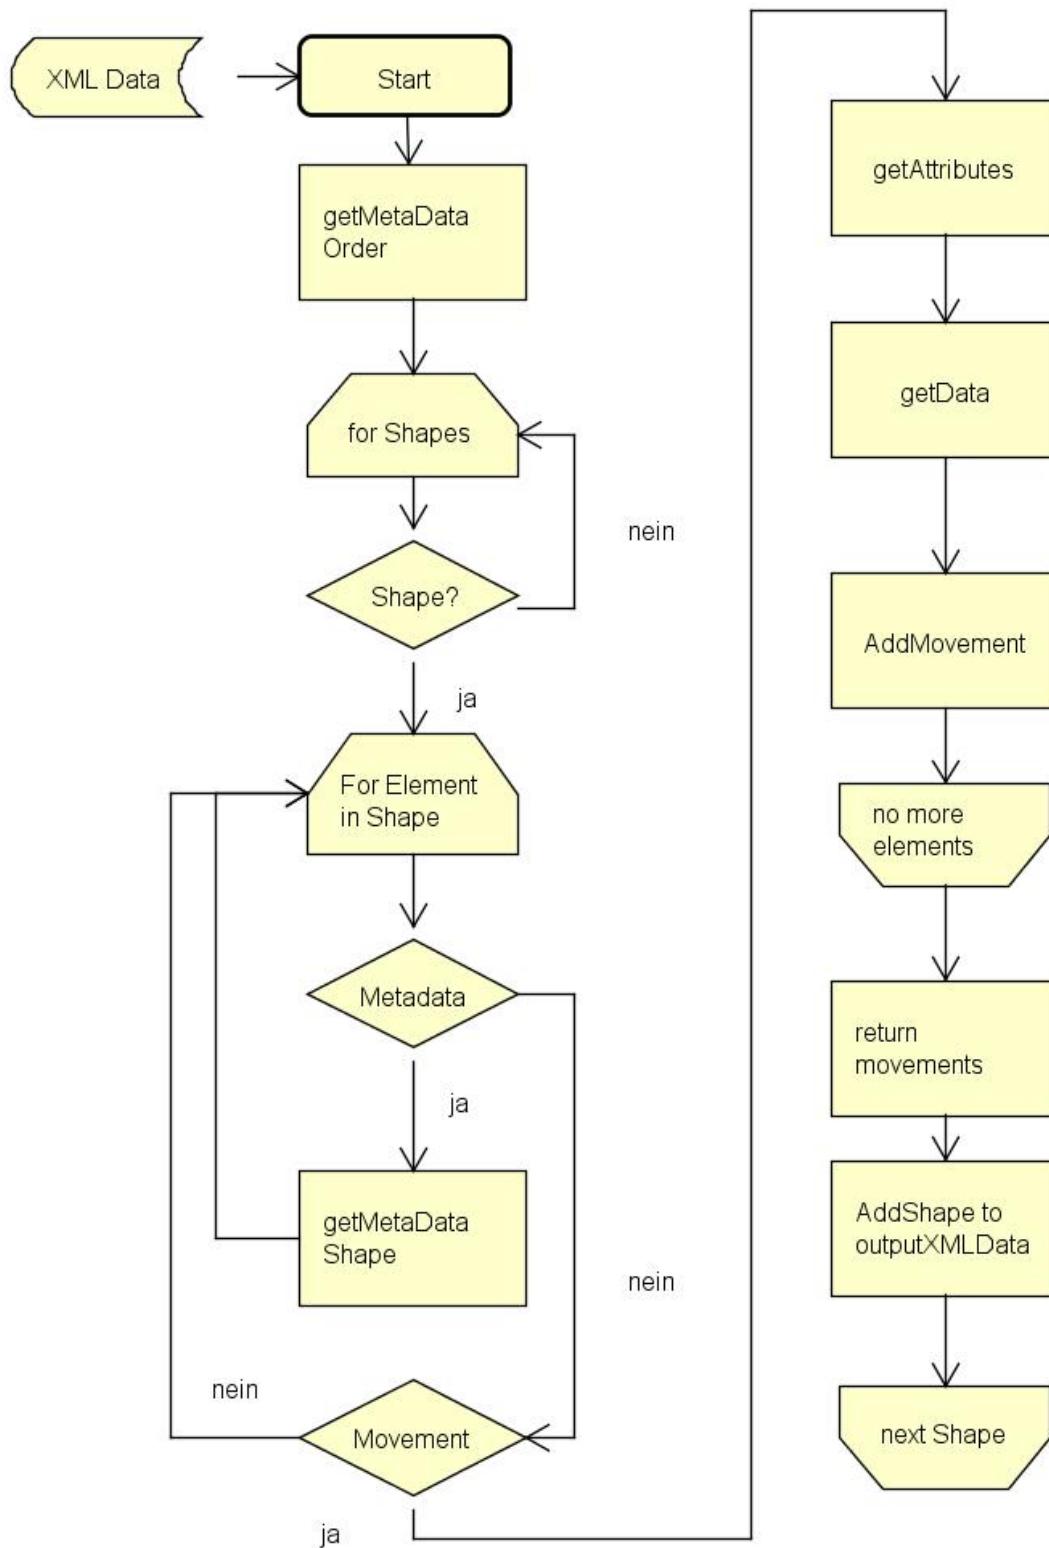 XML Data
Start
getMetaData
Order
for Shapes
nein
Shape?
ja
For Element
in Shape
Metadata
ja
getMetaData
Shape
nein
nein
Movement
ja
getAttributes
getData
AddMovement
no more
elements
return
movements
AddShape to
outputXMLData
next Shape